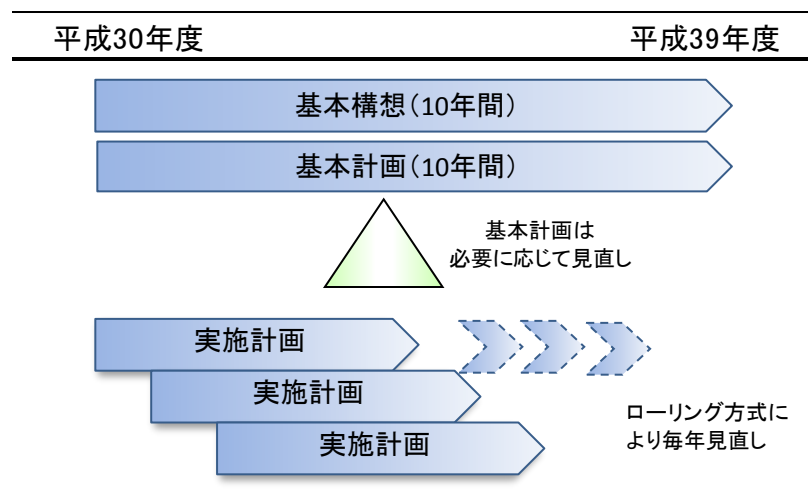 平成30年度
平成39年度
基本構想(10年間)
基本計画(10年間)
基本計画は
必要に応じて見直し
実施計画
実施計画
実施計画
ローリング方式に
より毎年見直し